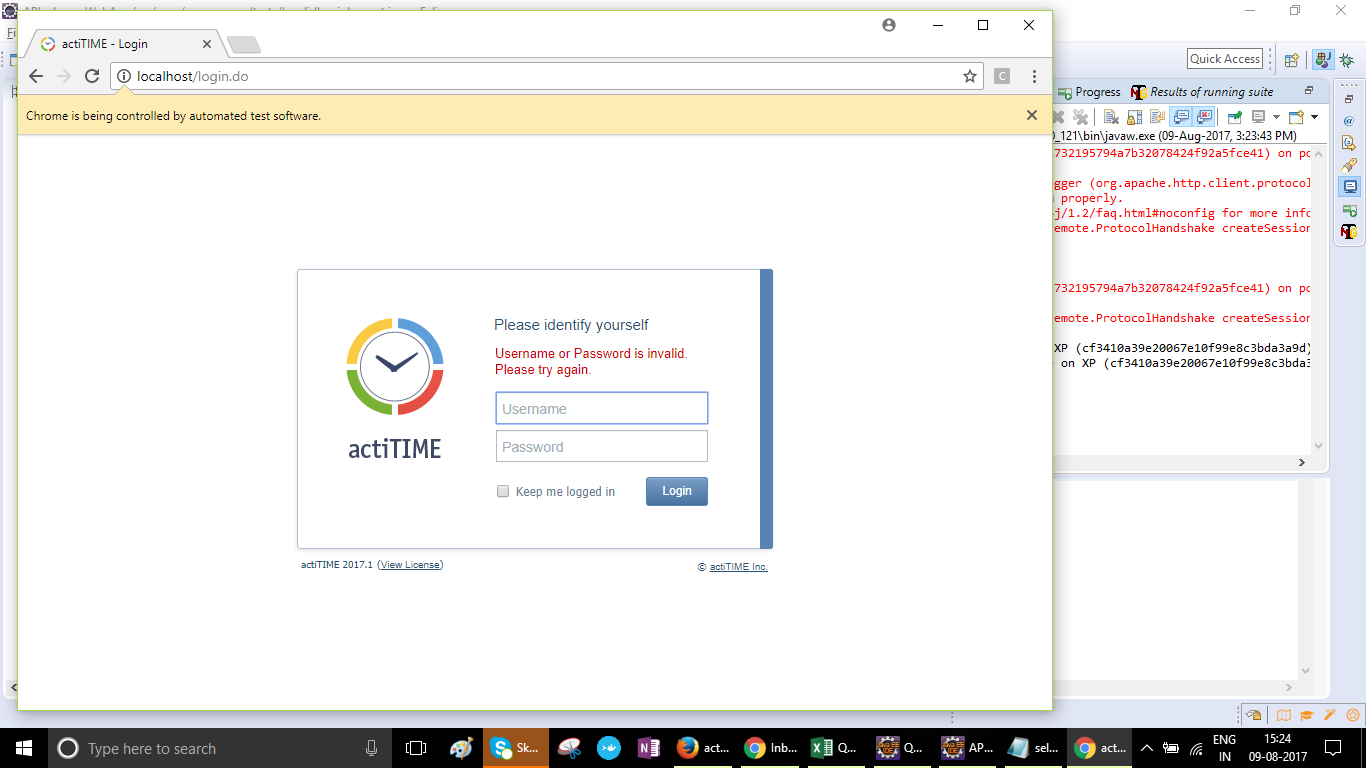 actiTIME - Login
localhost/login.do
C
Chrome is being controlled by automated test software.
Please identify yourself
Username or Password is invalid.
Please try again.
Username
Password
Keep me logged in
Login
actiTIME
actiTIME 2017.1 (View License)
© actiTIME Inc.
Quick Access
Progress
Results of running suite
_121\bin\javaw.exe (09-Aug-2017, 3:23:43 PM)
732195794a7b32078424f92a5fce41) on po
gger (org.apache.http.client.protocol
properly.
j/1.2/faq.html#noconfig for more info
emote.ProtocolHandshake createSession
732195794a7b32078424f92a5fce41) on po
emote.ProtocolHandshake createSession
XP (cf3410a39e20067e10f99e8c3bda3a9d)
on XP (cf3410a39e20067e10f99e8c3bda3
Type here to search
Sk...
act...
Inb...
Q...
Q...
AP...
sel...
act...
ENG
IN
15:24
09-08-2017